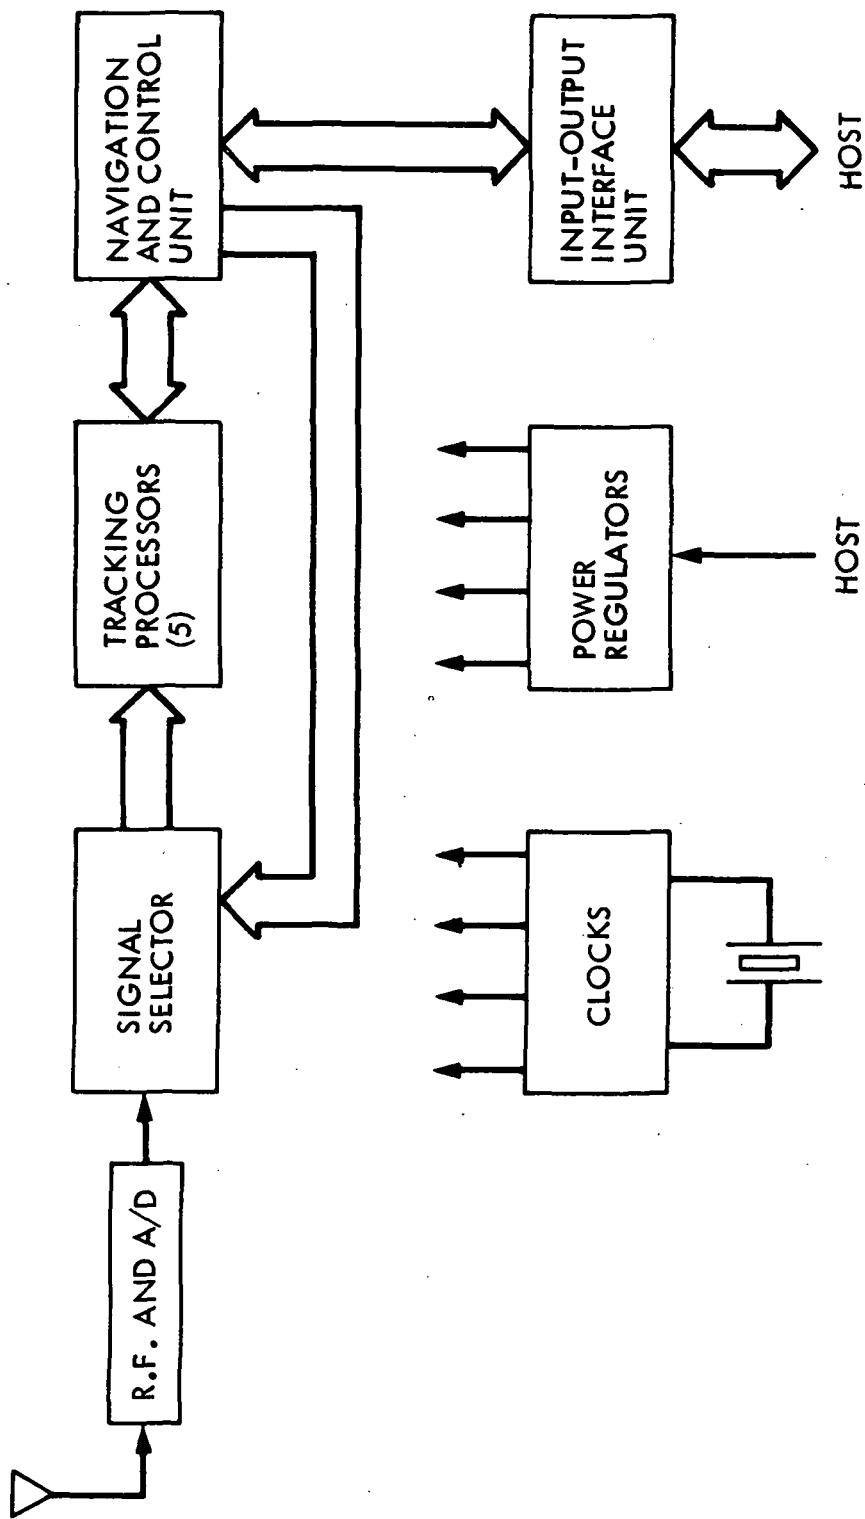 R.F. AND A/D
SIGNAL
SELECTOR
TRACKING
PROCESSORS
(5)
NAVIGATION
AND CONTROL
UNIT
CLOCKS
POWER
REGULATORS
HOST
INPUT-OUTPUT
INTERFACE
UNIT
HOST